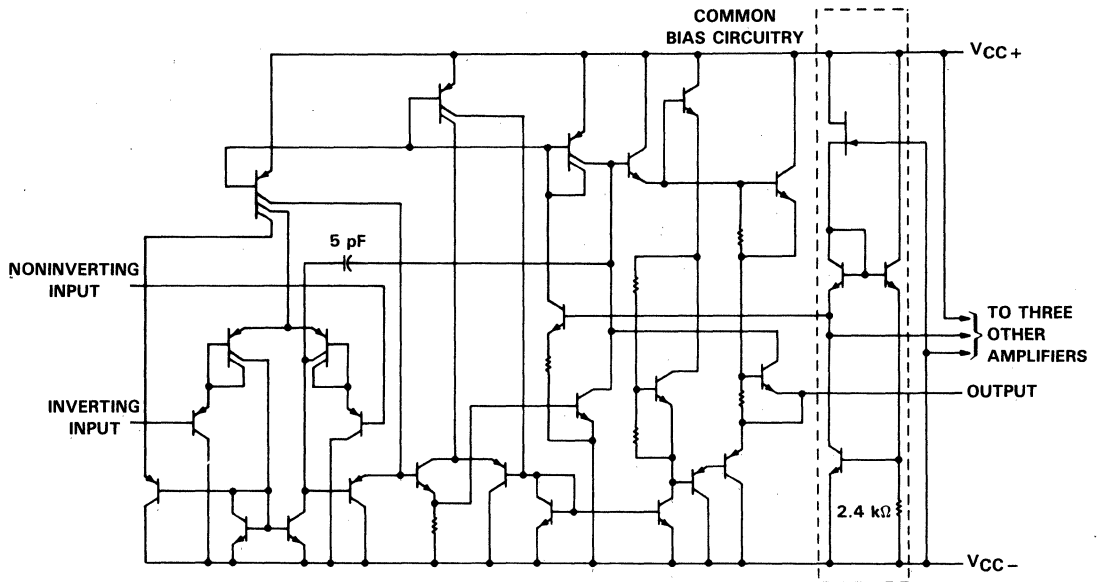 COMMON
BIAS CIRCUITRY
VCC+
5 pF
NONINVERTING
INPUT
TO THREE
OTHER
AMPLIFIERS
OUTPUT
INVERTING
INPUT
2.4 kΩ
VCC−